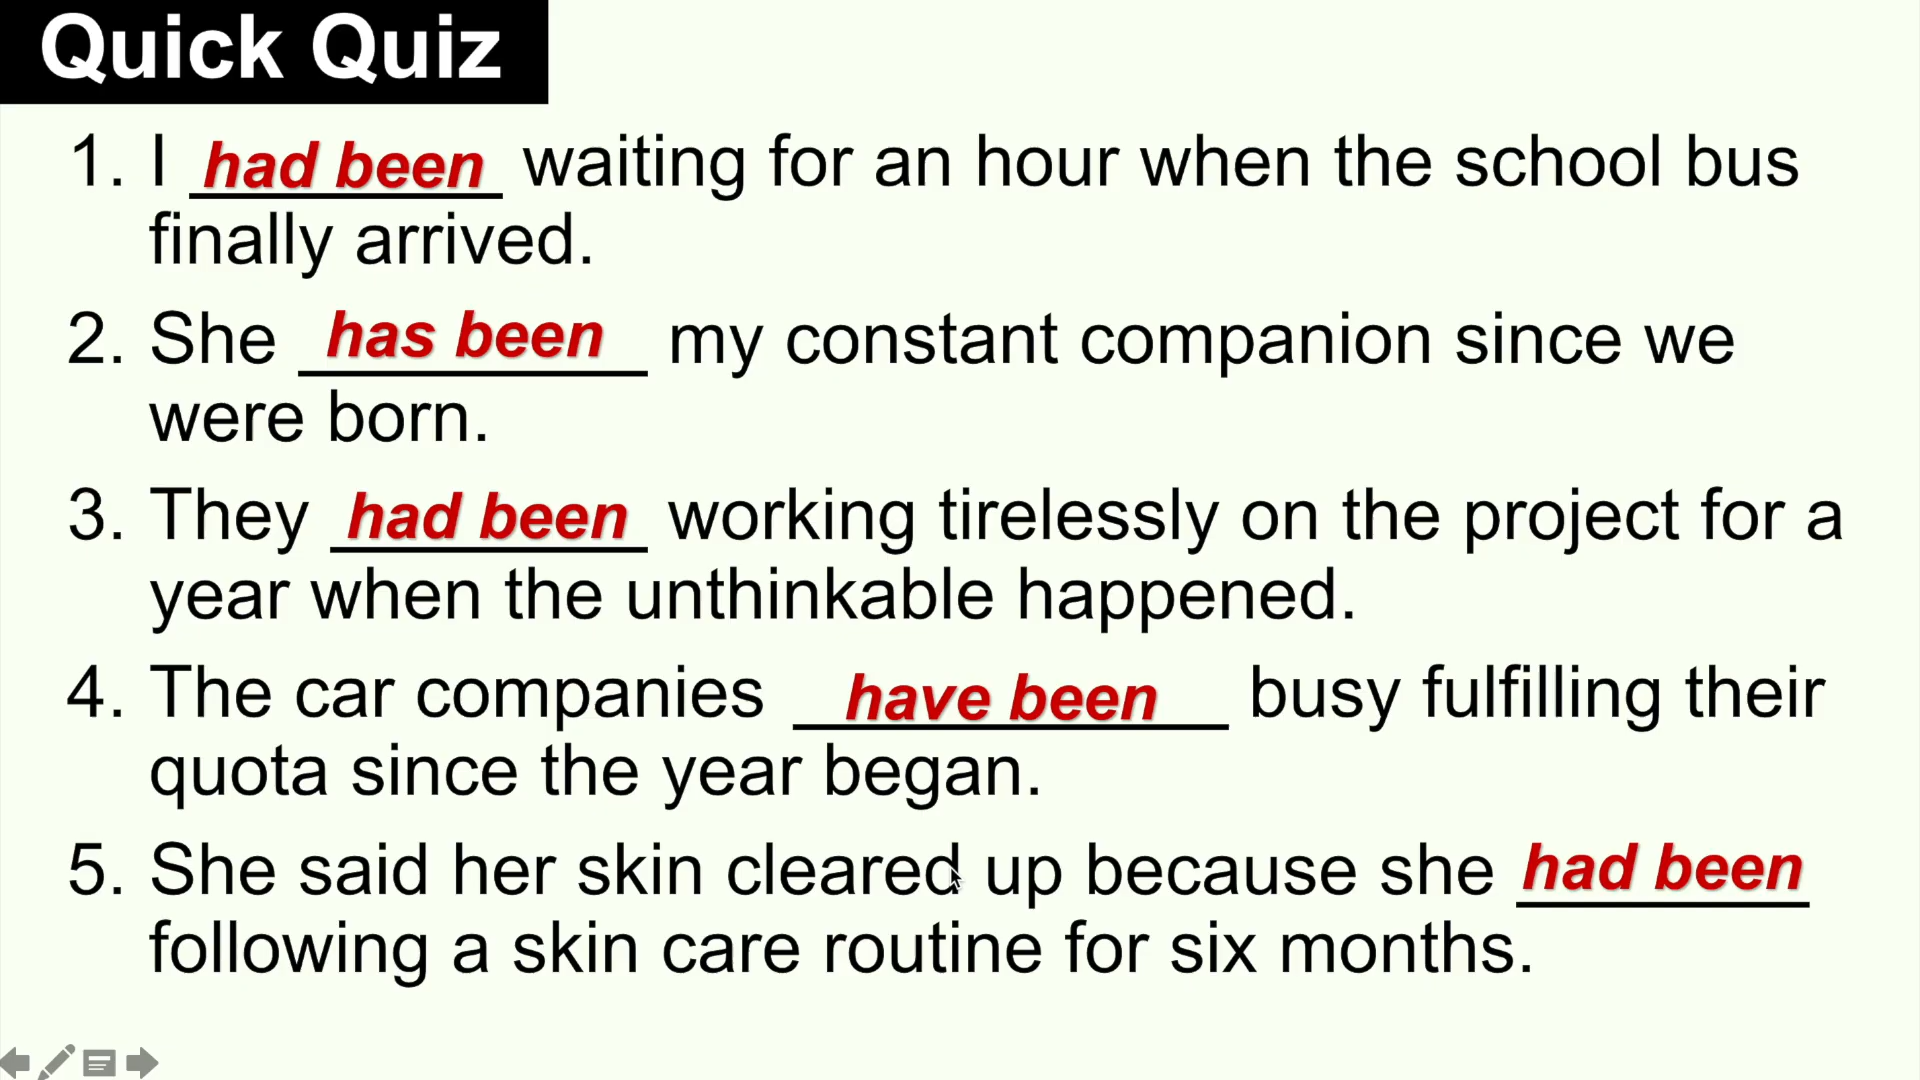 Quick Quiz
1. I had been waiting for an hour when the school bus
finally arrived.
2. She has been my constant companion since we
were born.
3. They had been working tirelessly on the project for a
year when the unthinkable happened.
4. The car companies have been busy fulfilling their
quota since the year began.
5. She said her skin cleared up because she had been
following a skin care routine for six months.